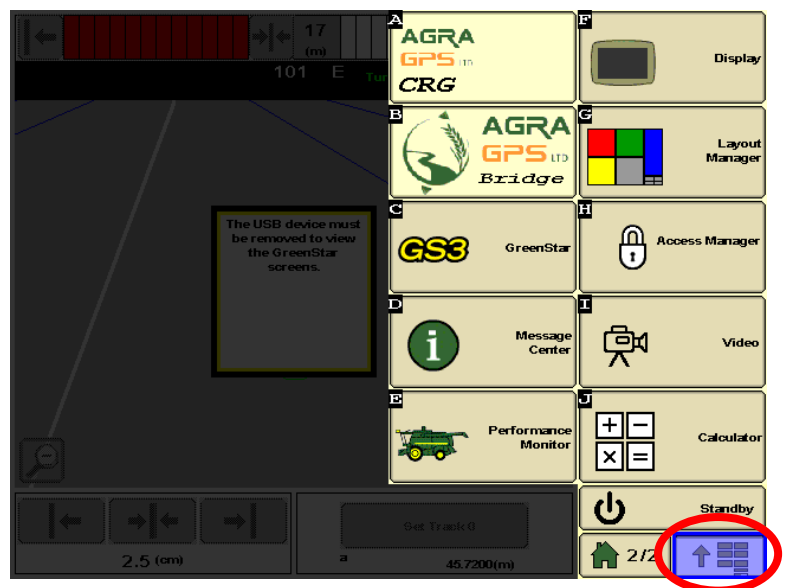 17
(m)
101 E Tur
The USB device must
be removed to view
the GreenStar
screens.
2.5 (cm)
Set Track 0
a 45.7200(m)
A
AGRA
GPS LTD
CRG
B
AGRA
GPS LTD
Bridge
C
GS3 GreenStar
D
i
Message
Center
E
Performance
Monitor
F
Display
G
Layout
Manager
H
Access Manager
I
Video
J
Calculator
Standby
2/2